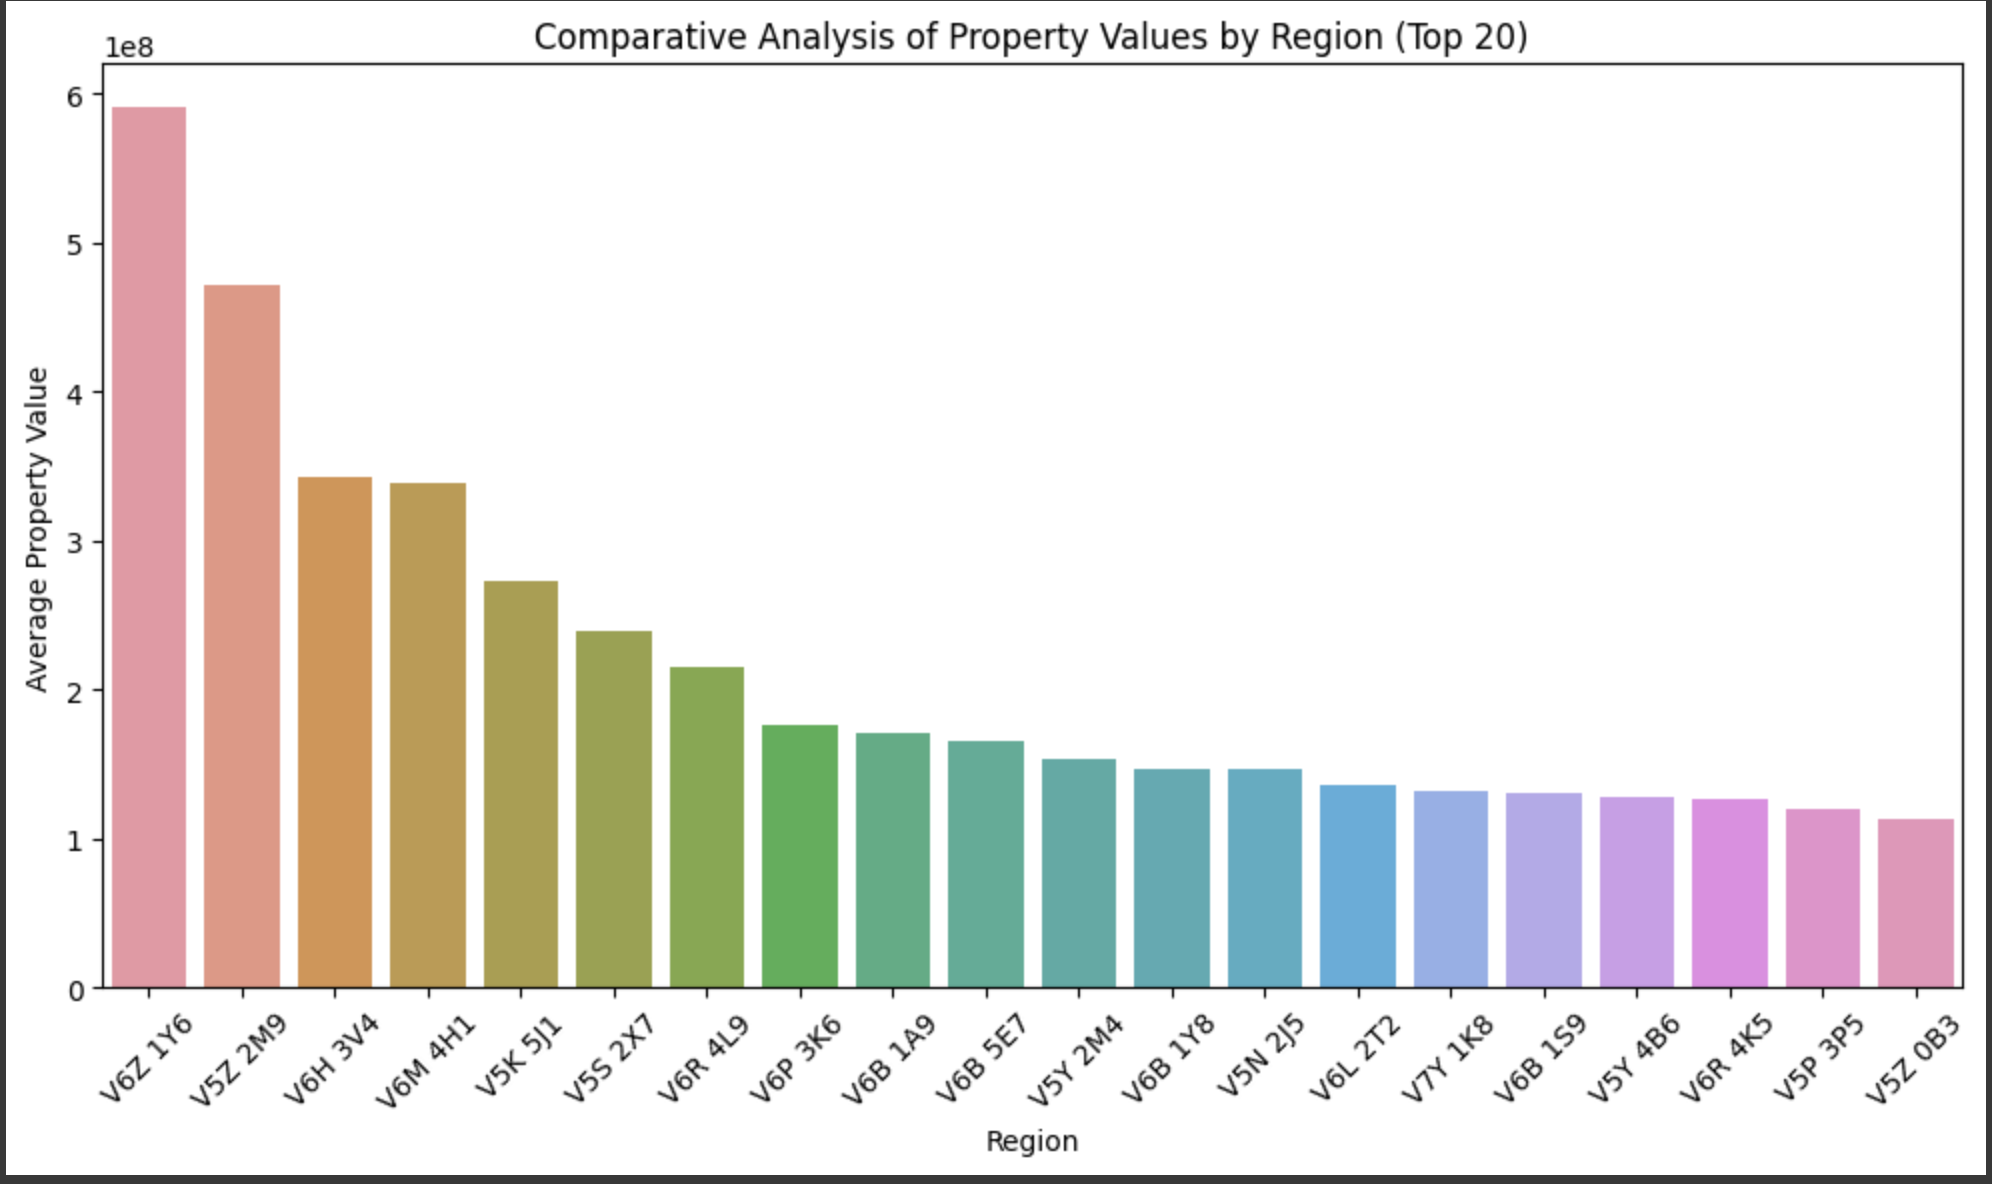 Comparative Analysis of Property Values by Region (Top 20)
1e8
6
5
4
3
2
1
0
Average Property Value
V6Z 1Y6
V5Z 2M9
V6H 3V4
V6M 4H1
V5K 5J1
V5S 2X7
V6R 4L9
V6P 3K6
V6B 1A9
V6B 5E7
V5Y 2M4
V6B 1Y8
V5N 2J5
V6L 2T2
V7Y 1K8
V6B 1S9
V5Y 4B6
V6R 4K5
V5P 3P5
V5Z 0B3
Region